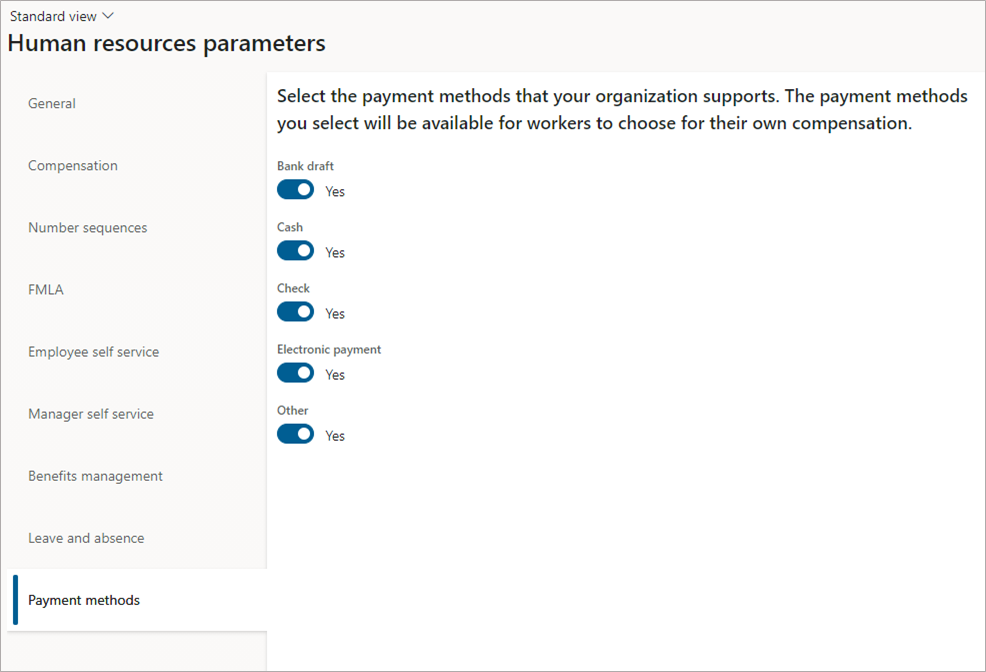 Standard view
Human resources parameters
General
Compensation
Number sequences
FMLA
Employee self service
Manager self service
Benefits management
Leave and absence
Payment methods
Select the payment methods that your organization supports. The payment methods
you select will be available for workers to choose for their own compensation.
Bank draft
Yes
Cash
Yes
Check
Yes
Electronic payment
Yes
Other
Yes